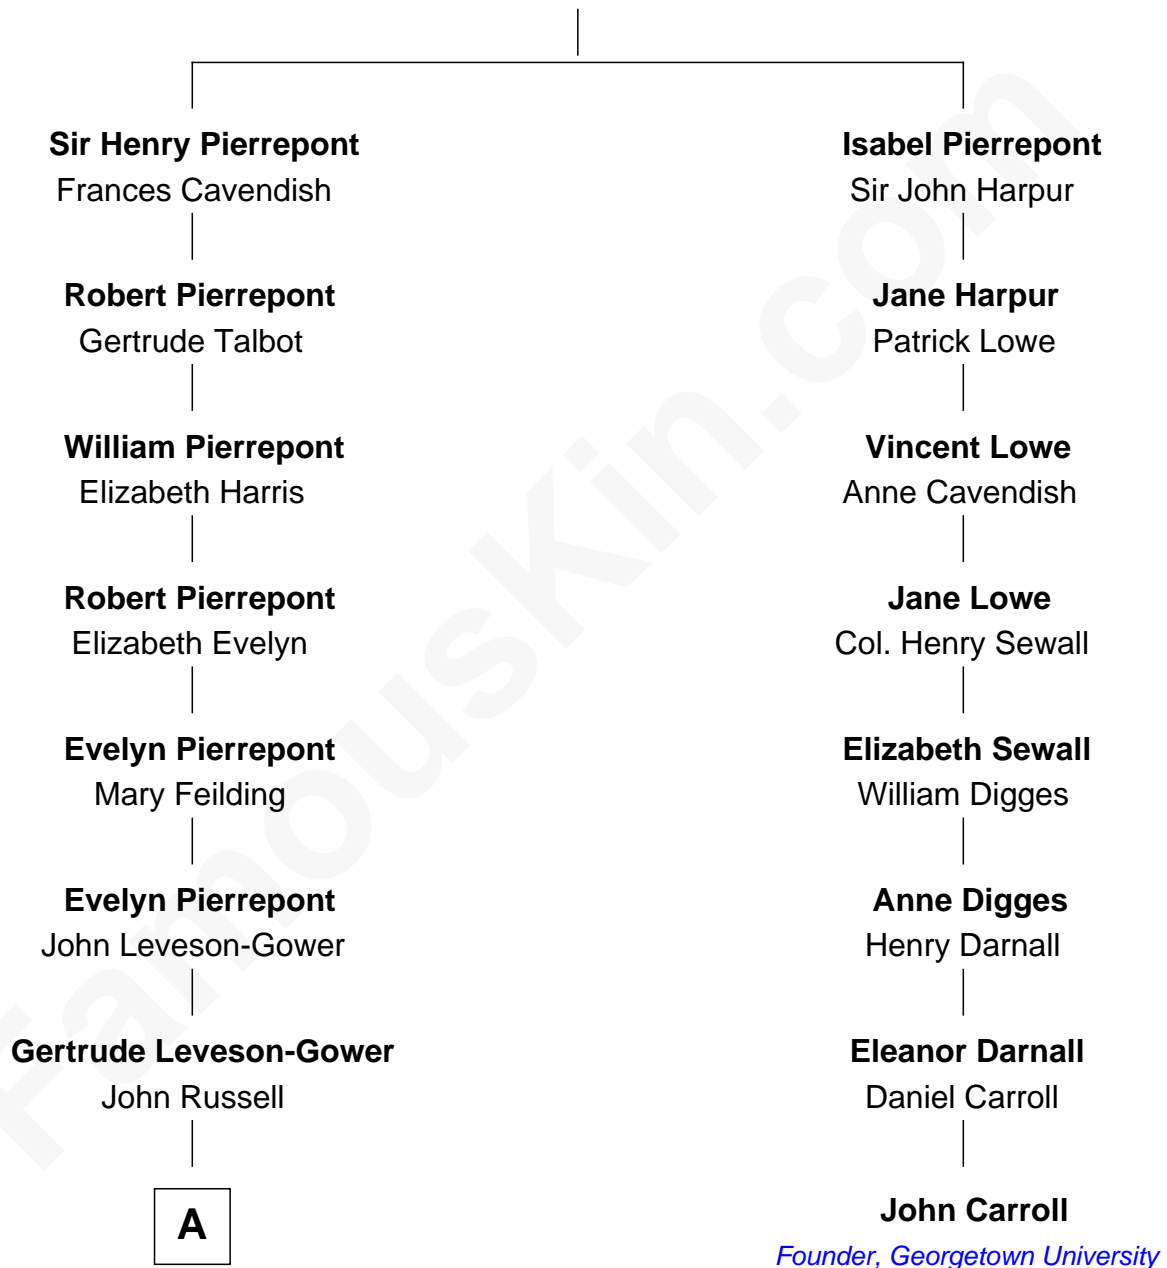 Sir Henry Pierrepont
Frances Cavendish
Robert Pierrepont
Gertrude Talbot
William Pierrepont
Elizabeth Harris
Robert Pierrepont
Elizabeth Evelyn
Evelyn Pierrepont
Mary Feilding
Evelyn Pierrepont
John Leveson-Gower
Gertrude Leveson-Gower
John Russell
A
Isabel Pierrepont
Sir John Harpur
Jane Harpur
Patrick Lowe
Vincent Lowe
Anne Cavendish
Jane Lowe
Col. Henry Sewall
Elizabeth Sewall
William Digges
Anne Digges
Henry Darnall
Eleanor Darnall
Daniel Carroll
John Carroll
Founder, Georgetown University
FamousKin.com